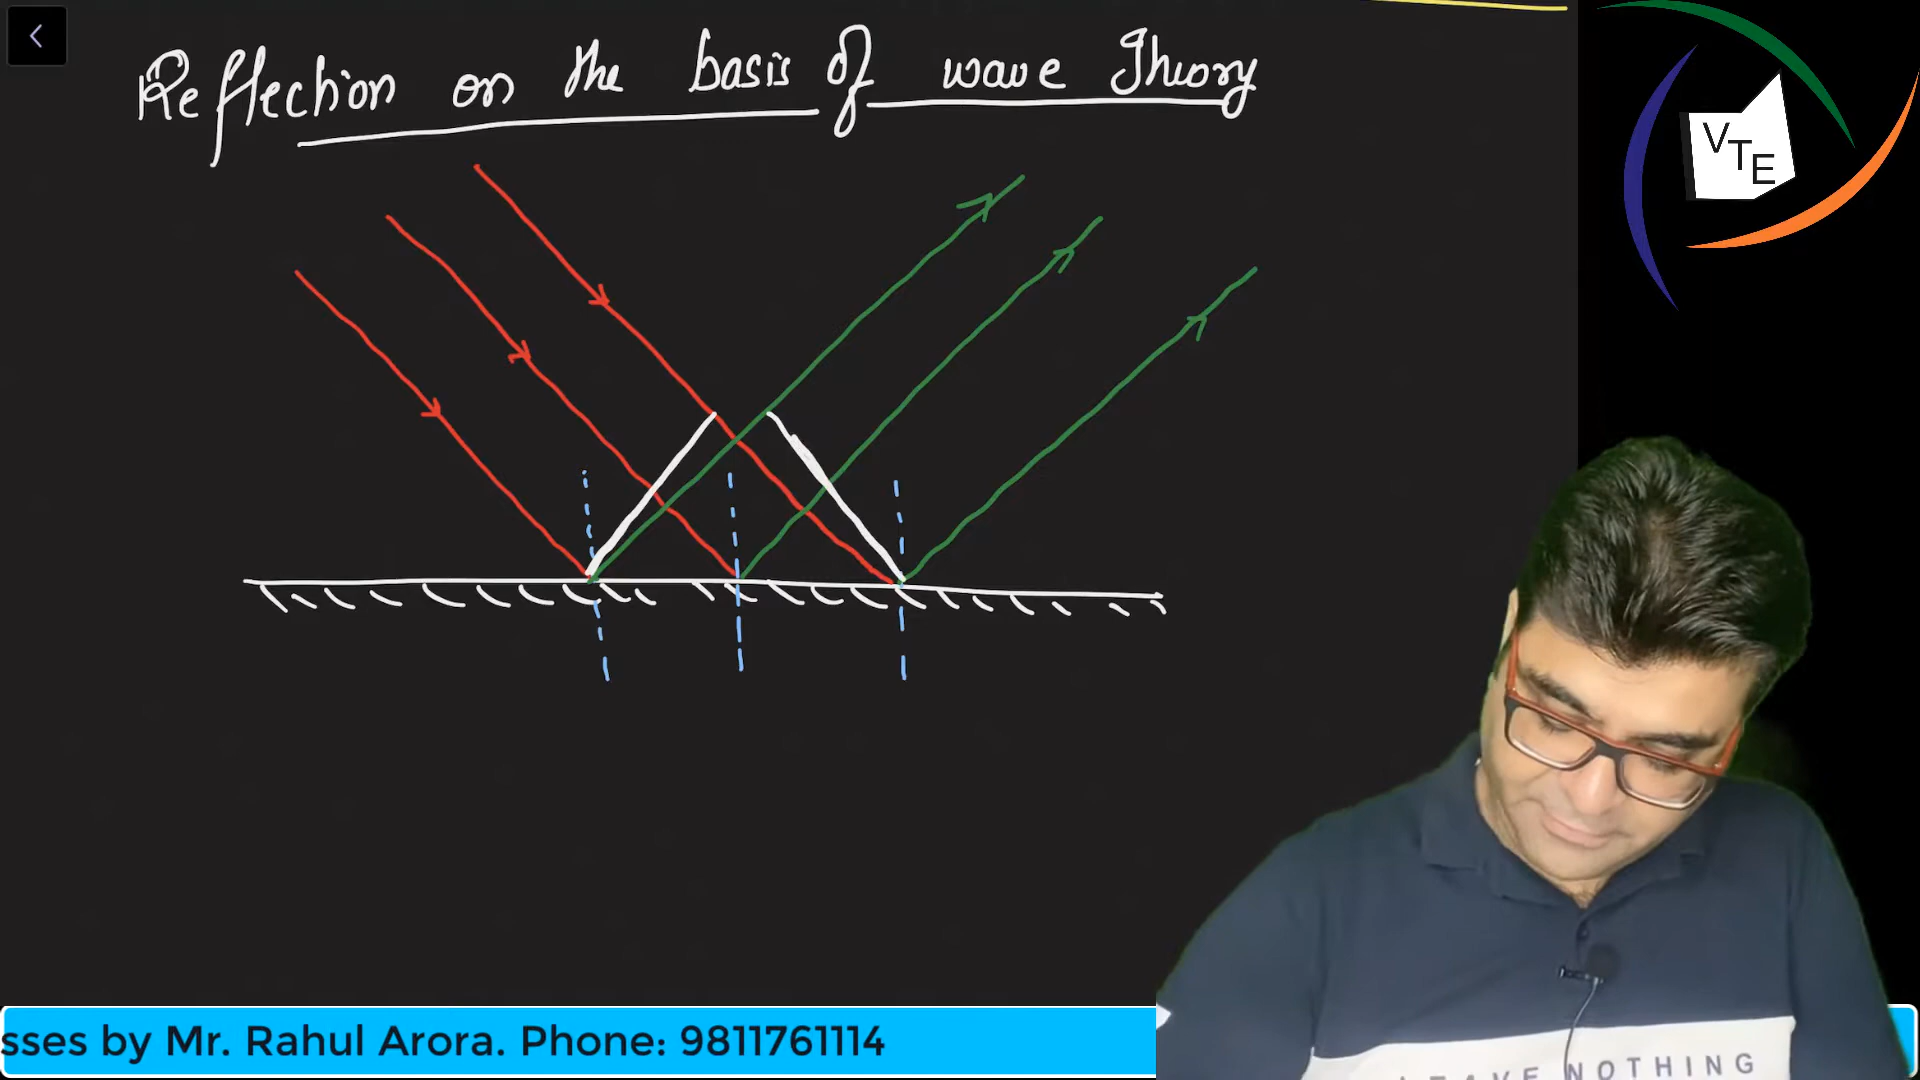 Reflection on the basis of wave Theory
VTE
sses by Mr. Rahul Arora. Phone: 9811761114
NOTHING